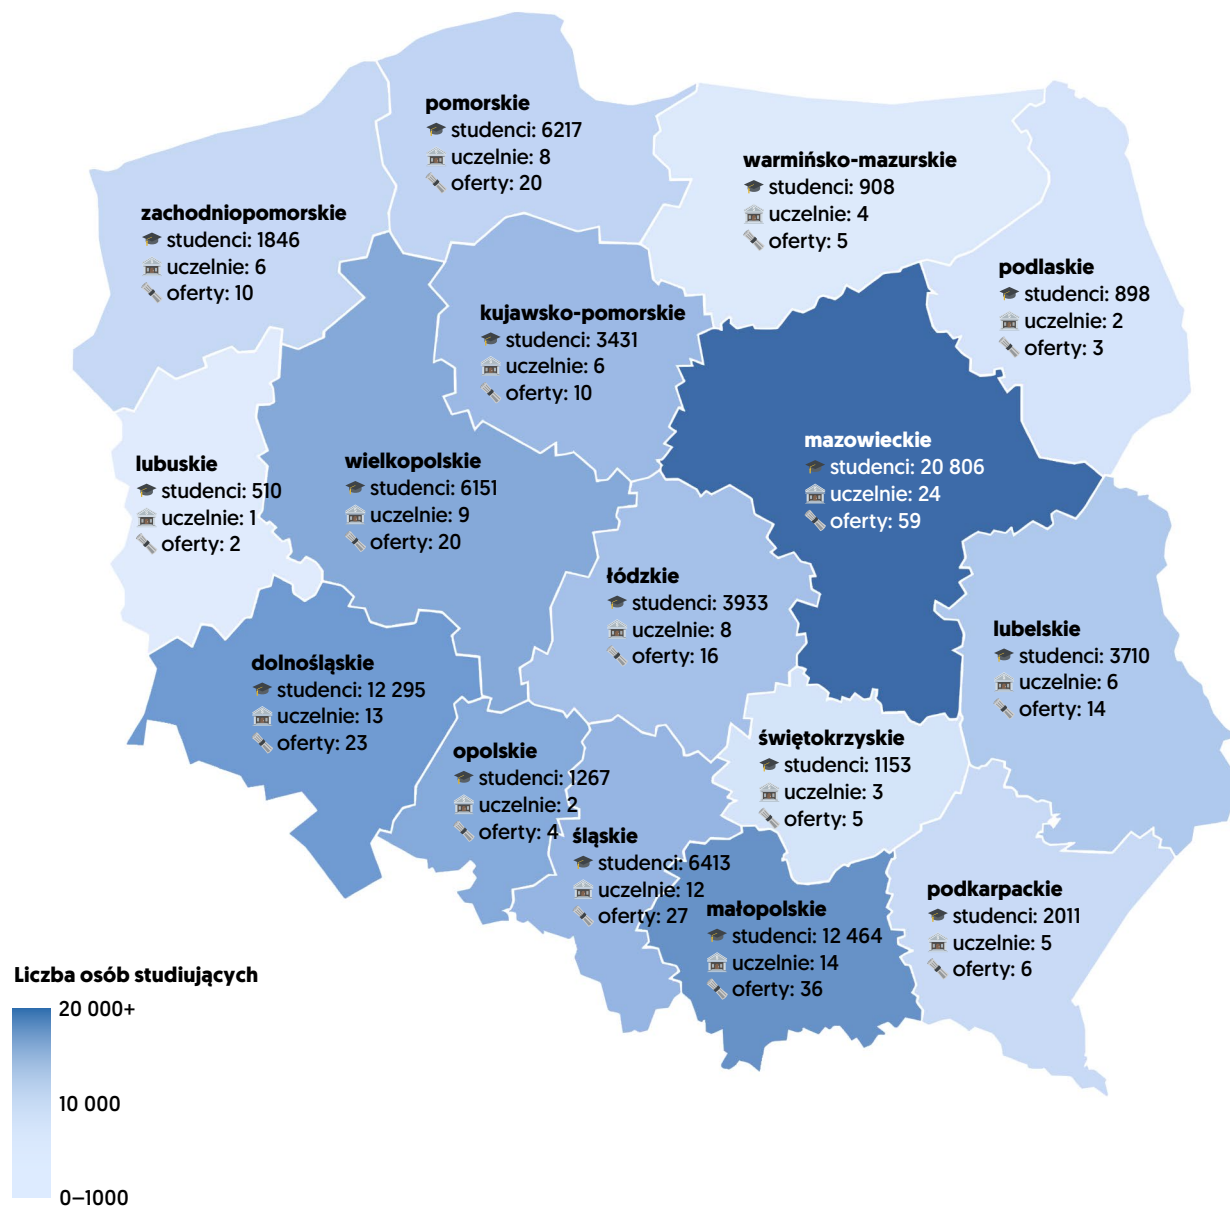 pomorskie
studenci: 6217
uczelnie: 8
oferty: 20
warmińsko-mazurskie
studenci: 908
uczelnie: 4
oferty: 5
zachodniopomorskie
studenci: 1846
uczelnie: 6
oferty: 10
podlaskie
studenci: 898
uczelnie: 2
oferty: 3
kujawsko-pomorskie
studenci: 3431
uczelnie: 6
oferty: 10
mazowieckie
studenci: 20 806
uczelnie: 24
oferty: 59
lubuskie
studenci: 510
uczelnie: 1
oferty: 2
wielkopolskie
studenci: 6151
uczelnie: 9
oferty: 20
łódzkie
studenci: 3933
uczelnie: 8
oferty: 16
lubelskie
studenci: 3710
uczelnie: 6
oferty: 14
dolnośląskie
studenci: 12 295
uczelnie: 13
oferty: 23
opolskie
studenci: 1267
uczelnie: 2
oferty: 4
świętokrzyskie
studenci: 1153
uczelnie: 3
oferty: 5
śląskie
studenci: 6413
uczelnie: 12
oferty: 27
małopolskie
studenci: 12 464
uczelnie: 14
oferty: 36
podkarpackie
studenci: 2011
uczelnie: 5
oferty: 6
Liczba osób studiujących
20 000+
10 000
0–1000